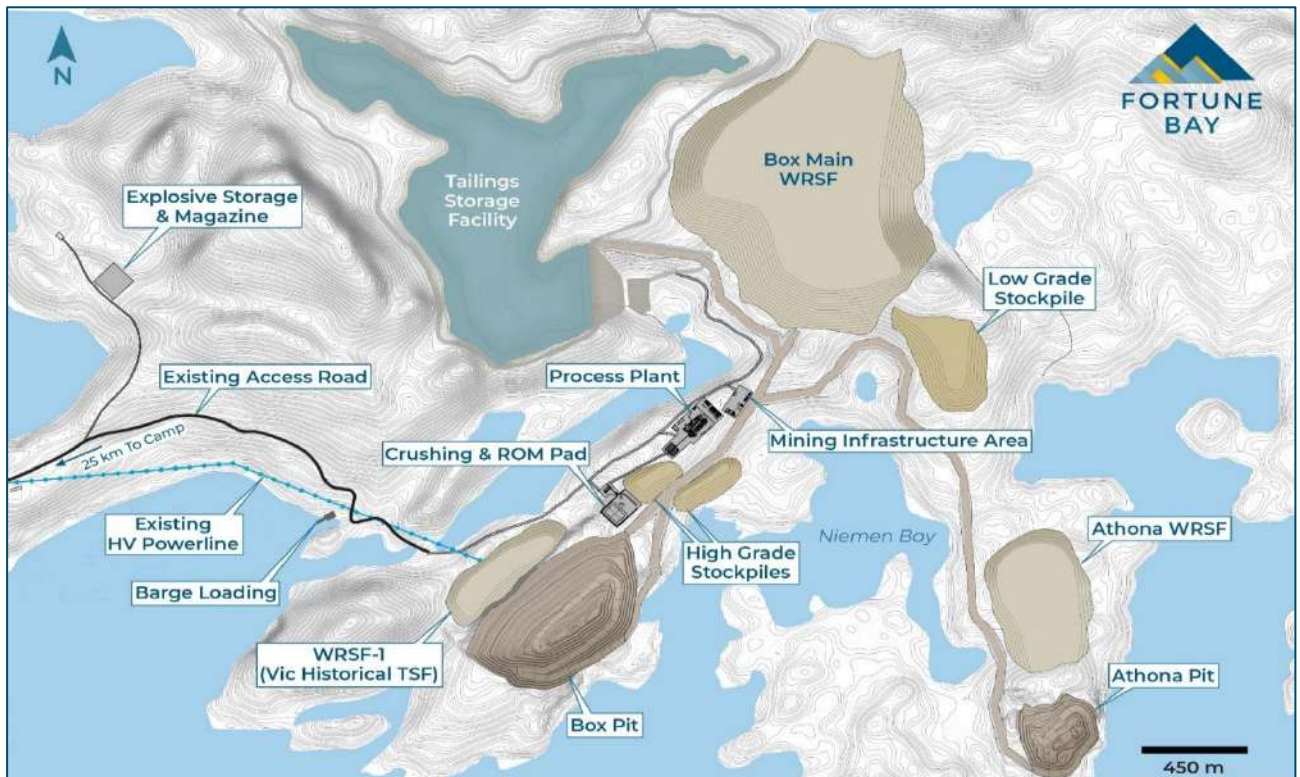 N
FORTUNE
BAY
Box Main
WRSF
Tailings
Storage
Facility
Explosive Storage
& Magazine
Low Grade
Stockpile
Existing Access Road
Process Plant
25 km To Camp
Mining Infrastructure Area
Crushing & ROM Pad
Existing
HV Powerline
Niemen Bay
Athona WRSF
High Grade
Stockpiles
Barge Loading
WRSF-1
(Vic Historical TSF)
Athona Pit
Box Pit
450 m